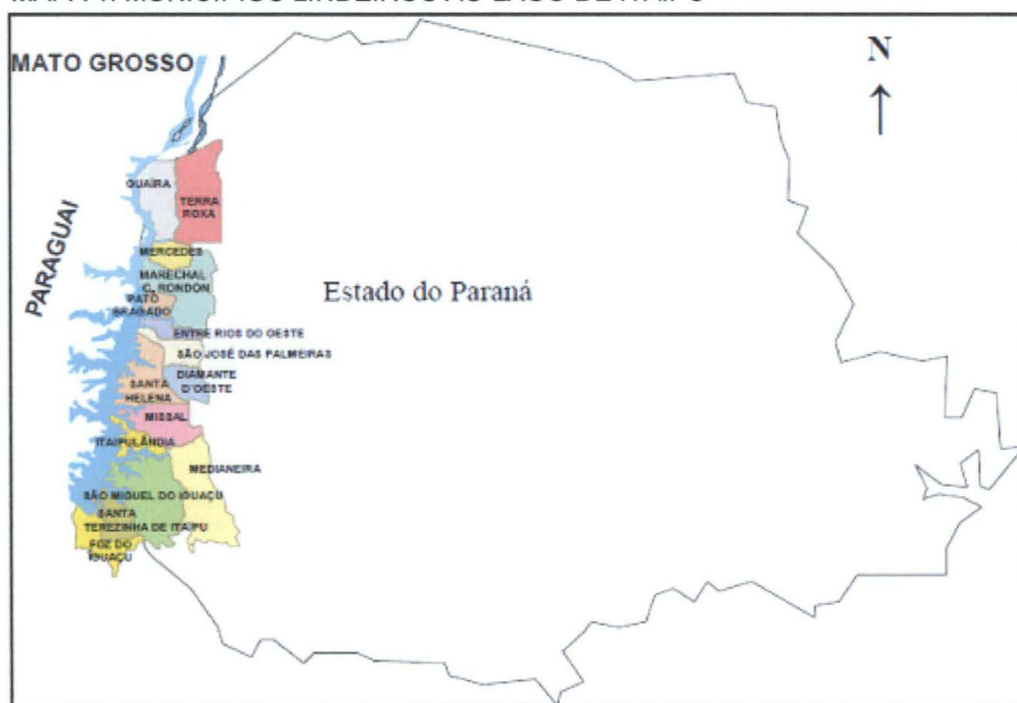 MATO GROSSO
N
GUAÍRA
TERRA
ROXA
PARAGUAI
MERCEDES
MARECHAL
C. RONDON
Estado do Paraná
PATO
BRAGADO
ENTRE RIOS DO OESTE
SÃO JOSÉ DAS PALMEIRAS
DIAMANTE
D'OESTE
SANTA
HELENA
MISSAL
ITAIPULÂNDIA
MEDIANEIRA
SÃO MIGUEL DO IGUAÇU
SANTA
TEREZINHA DE ITAIPU
FOZ DO
IGUAÇU